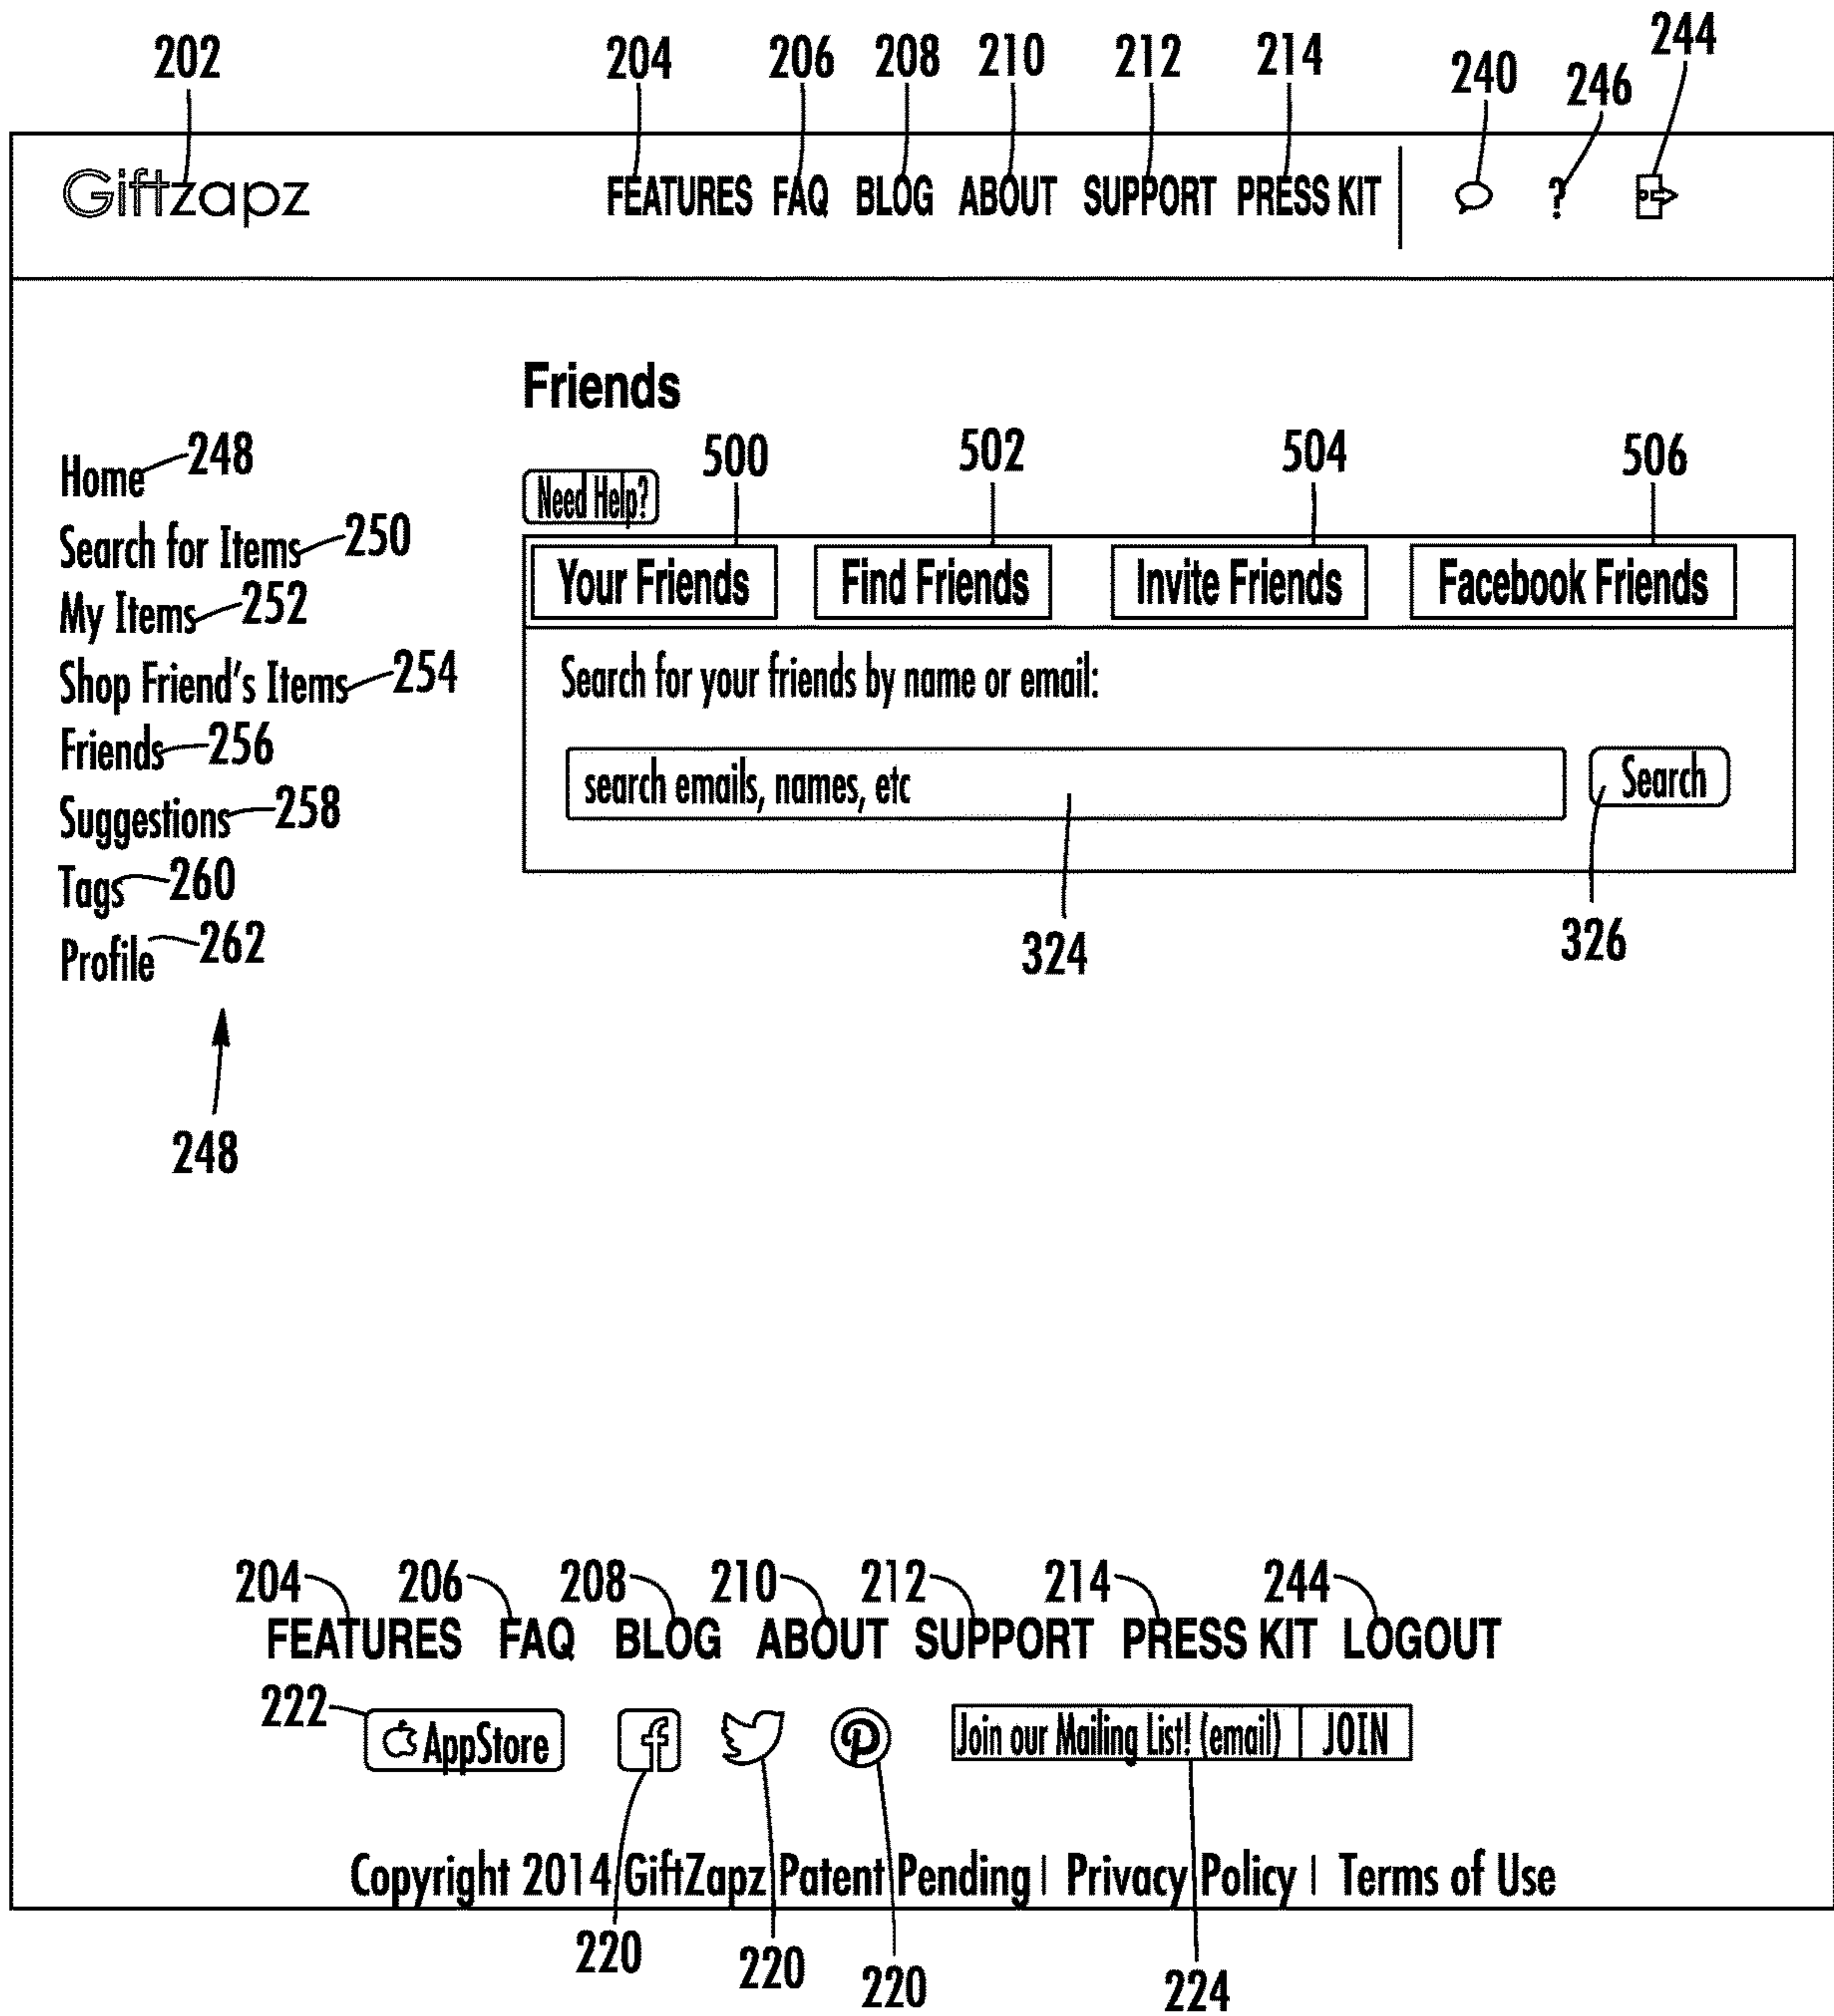 202 204 206 208 210 212 214 240 246 244
Giftzapz FEATURES FAQ BLOG ABOUT SUPPORT PRESS KIT ?
Friends
Home 248
Search for Items 250
My Items 252
Shop Friend's Items 254
Friends 256
Suggestions 258
Tags 260
Profile 262
248
Need Help? 500 502 504 506
Your Friends Find Friends Invite Friends Facebook Friends
Search for your friends by name or email:
search emails, names, etc Search
324 326
204 206 208 210 212 214 244
FEATURES FAQ BLOG ABOUT SUPPORT PRESS KIT LOGOUT
222 AppStore f P Join our Mailing List! (email) JOIN
Copyright 2014 GiftZapz Patent Pending | Privacy Policy | Terms of Use
220 220 220 224